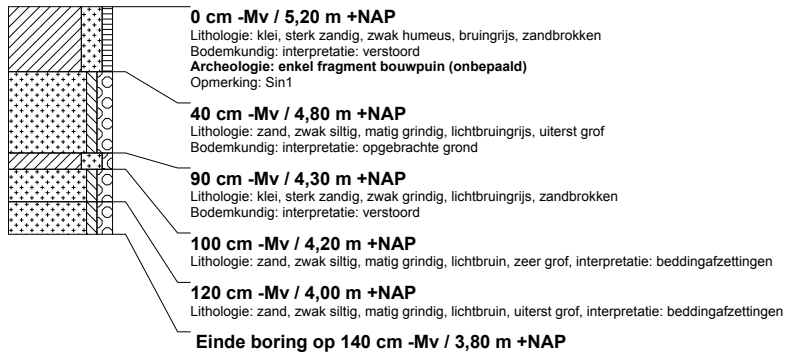 0 cm -Mv / 5,20 m +NAP
Lithologie: klei, sterk zandig, zwak humeus, bruingrijs, zandbrokken
Bodemkundig: interpretatie: verstoord
Archeologie: enkel fragment bouwpuin (onbepaald)
Opmerking: Sin1
40 cm -Mv / 4,80 m +NAP
Lithologie: zand, zwak siltig, matig grindig, lichtbruingrijs, uiterst grof
Bodemkundig: interpretatie: opgebrachte grond
90 cm -Mv / 4,30 m +NAP
Lithologie: klei, sterk zandig, zwak grindig, lichtbruingrijs, zandbrokken
Bodemkundig: interpretatie: verstoord
100 cm -Mv / 4,20 m +NAP
Lithologie: zand, zwak siltig, matig grindig, lichtbruin, zeer grof, interpretatie: beddingafzettingen
120 cm -Mv / 4,00 m +NAP
Lithologie: zand, zwak siltig, matig grindig, lichtbruin, uiterst grof, interpretatie: beddingafzettingen
Einde boring op 140 cm -Mv / 3,80 m +NAP